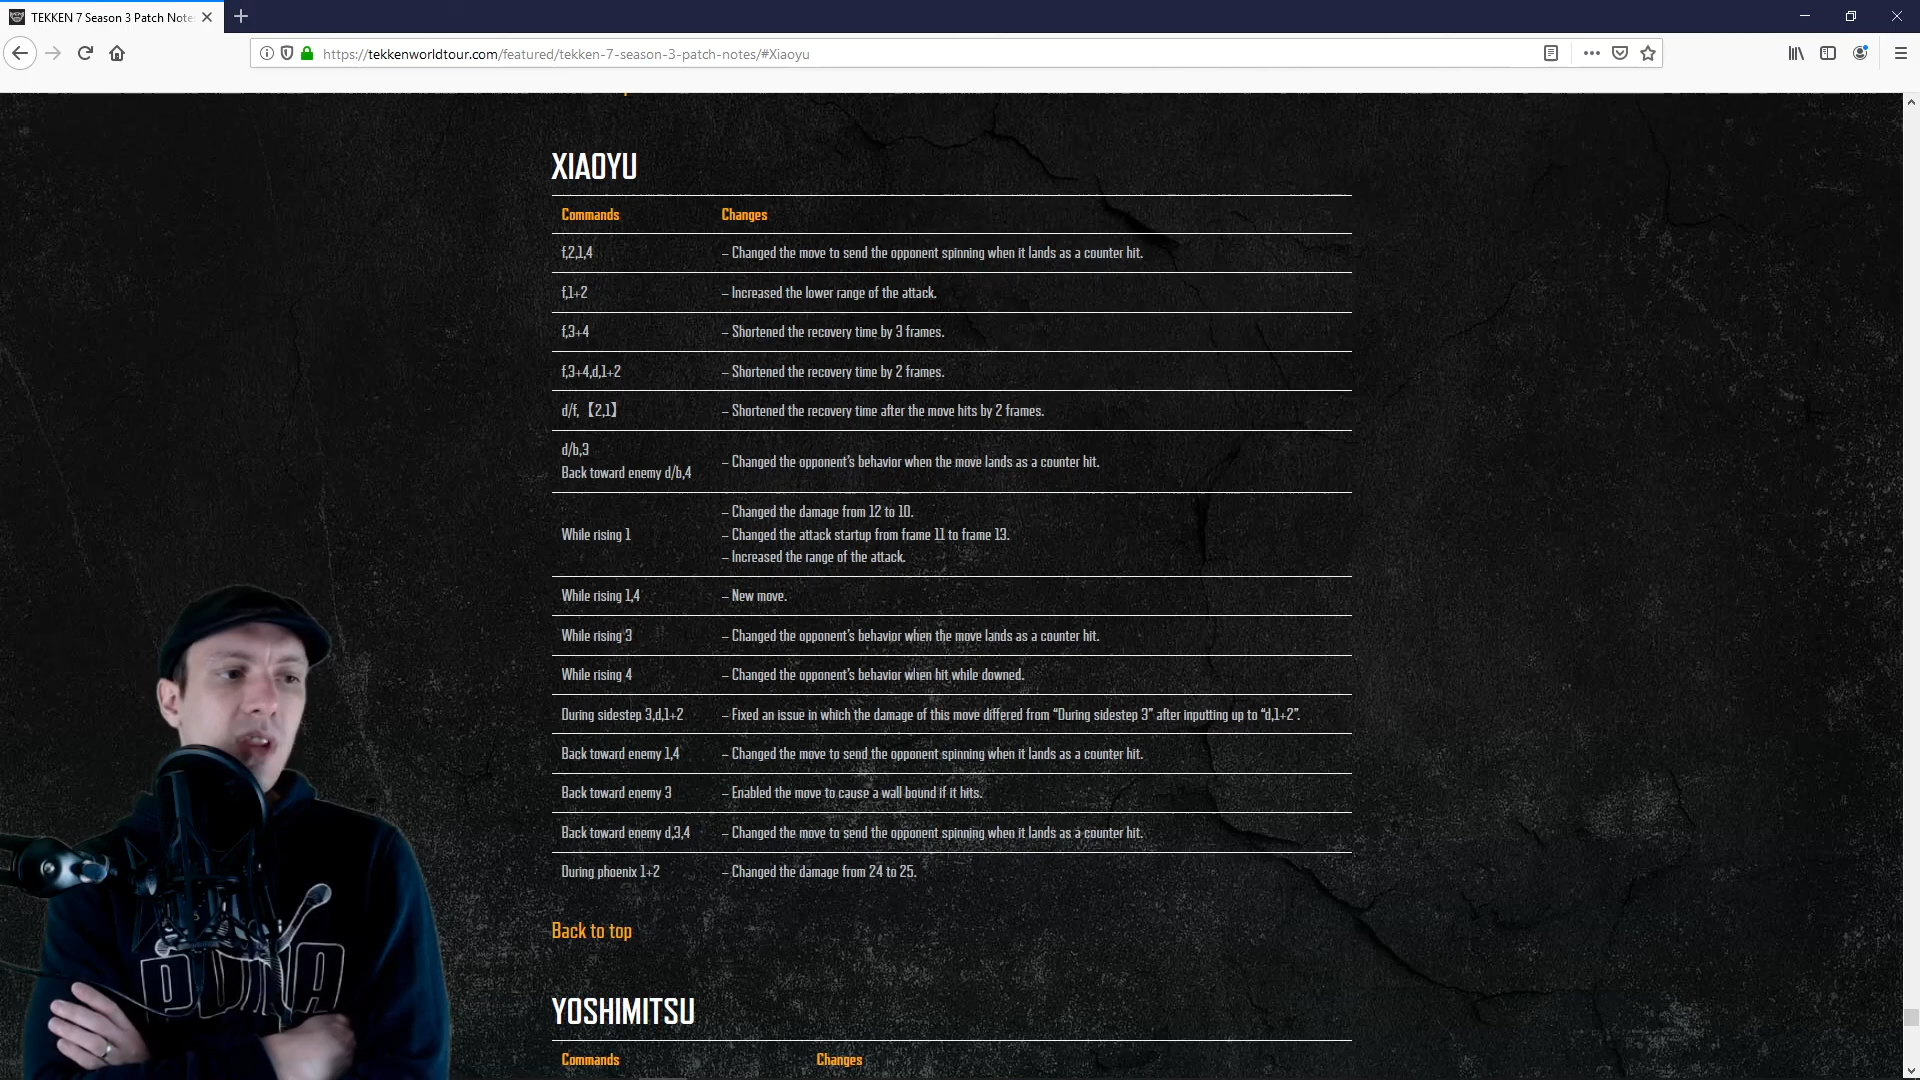 TEKKEN 7 Season 3 Patch Note
https://tekkenworldtour.com/featured/tekken-7-season-3-patch-notes/#Xiaoyu
XIAOYU
Commands Changes
f,2,1,4 – Changed the move to send the opponent spinning when it lands as a counter hit.
f,1+2 – Increased the lower range of the attack.
f,3+4 – Shortened the recovery time by 3 frames.
f,3+4,d,1+2 – Shortened the recovery time by 2 frames.
d/f,【2,1】 – Shortened the recovery time after the move hits by 2 frames.
d/b,3
Back toward enemy d/b,4 – Changed the opponent's behavior when the move lands as a counter hit.
– Changed the damage from 12 to 10.
While rising 1 – Changed the attack startup from frame 11 to frame 13.
– Increased the range of the attack.
While rising 1,4 – New move.
While rising 3 – Changed the opponent's behavior when the move lands as a counter hit.
While rising 4 – Changed the opponent's behavior when hit while downed.
During sidestep 3,d,1+2 – Fixed an issue in which the damage of this move differed from “During sidestep 3” after inputting up to “d,1+2”.
Back toward enemy 1,4 – Changed the move to send the opponent spinning when it lands as a counter hit.
Back toward enemy 3 – Enabled the move to cause a wall bound if it hits.
Back toward enemy d,3,4 – Changed the move to send the opponent spinning when it lands as a counter hit.
During phoenix 1+2 – Changed the damage from 24 to 25.
Back to top
YOSHIMITSU
Commands Changes